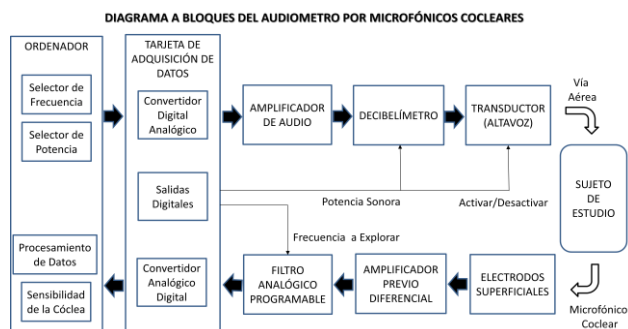 DIAGRAMA A BLOQUES DEL AUDIOMETRO POR MICROFÓNICOS COCLEARES
ORDENADOR
Selector de
Frecuencia
Selector de
Potencia
Procesamiento
de Datos
Sensibilidad
de la Cóclea
TARJETA DE
ADQUISICIÓN DE
DATOS
Convertidor
Digital
Analógico
Salidas
Digitales
Convertidor
Analógico
Digital
AMPLIFICADOR
DE AUDIO
DECIBELÍMETRO
TRANSDUCTOR
(ALTAVOZ)
Vía
Aérea
SUJETO
DE
ESTUDIO
Potencia Sonora
Activar/Desactivar
Frecuencia a Explorar
FILTRO
ANALÓGICO
PROGRAMABLE
AMPLIFICADOR
PREVIO
DIFERENCIAL
ELECTRODOS
SUPERFICIALES
Microfónico
Coclear